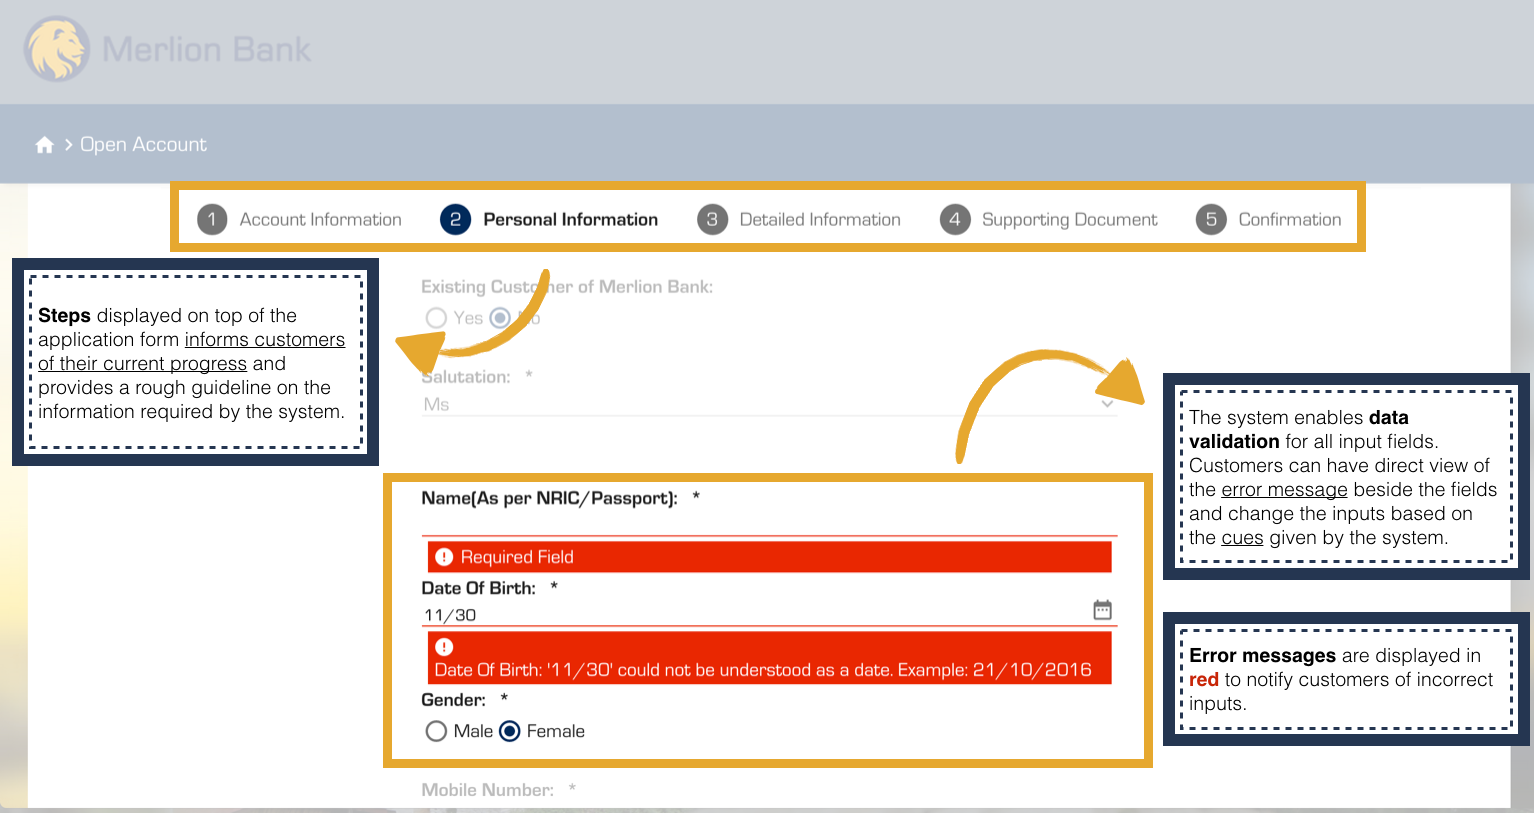 Merlion Bank
Open Account
1 Account Information 2 Personal Information 3 Detailed Information 4 Supporting Document 5 Confirmation
Existing Customer of Merlion Bank:
Yes No
Salutation: *
Ms
Steps displayed on top of the
application form informs customers
of their current progress and
provides a rough guideline on the
information required by the system.
The system enables data
validation for all input fields.
Customers can have direct view of
the error message beside the fields
and change the inputs based on
the cues given by the system.
Name(As per NRIC/Passport): *
Required Field
Date Of Birth: *
11/30
Date Of Birth: '11/30' could not be understood as a date. Example: 21/10/2016
Gender: *
Male Female
Error messages are displayed in
red to notify customers of incorrect
inputs.
Mobile Number: *